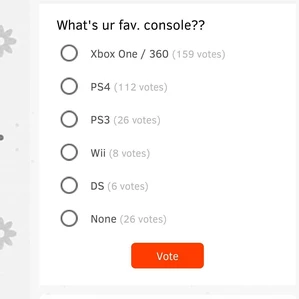 What's ur fav. console??
Xbox One / 360 (159 votes)
PS4 (112 votes)
PS3 (26 votes)
Wii (8 votes)
DS (6 votes)
None (26 votes)
Vote